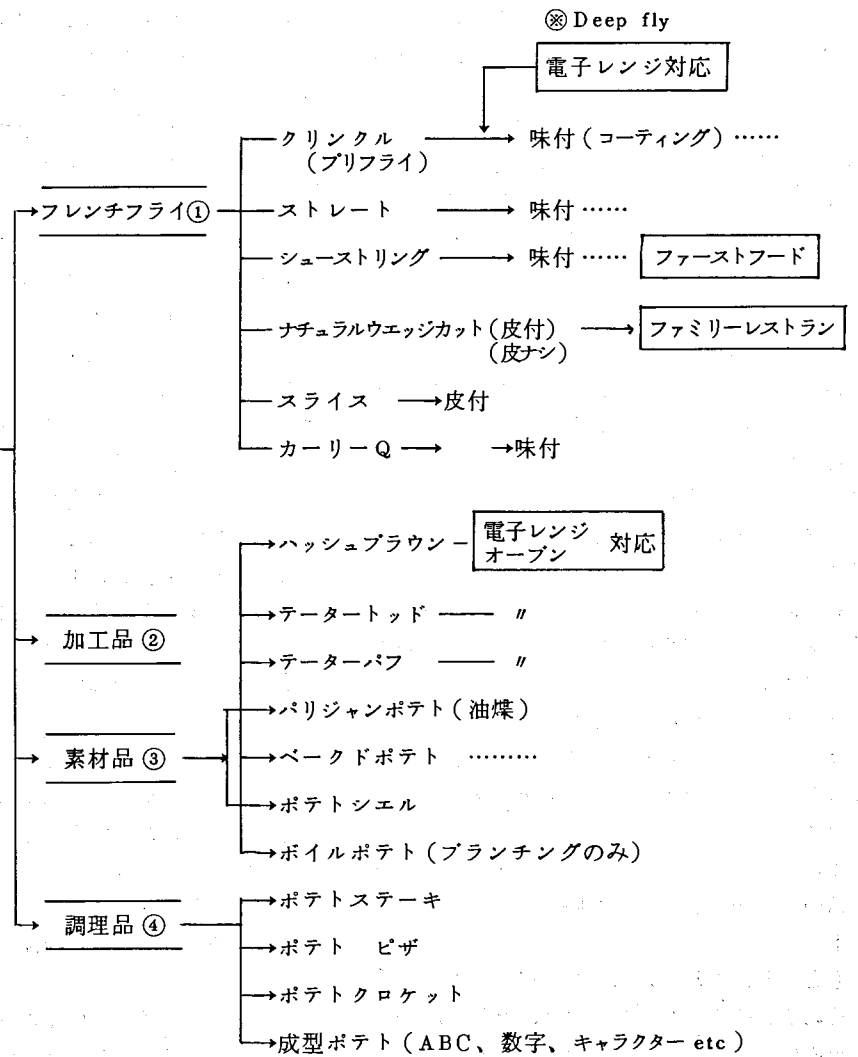 ※ Deep fly
電子レンジ対応
クリンクル → 味付(コーティング)……
(プリフライ)
フレンチフライ①
ストレート → 味付……
シューストリング → 味付…… ファーストフード
ナチュラルウエッジカット(皮付) → ファミリーレストラン
(皮ナシ)
スライス →皮付
カーリーQ → →味付
ハッシュブラウン - 電子レンジ オーブン 対応
加工品②
テータートッド —— 〃
テーターパフ —— 〃
パリジャンポテト(油煠)
素材品③
ベークドポテト ………
ポテトシエル
ボイルポテト(ブランチングのみ)
調理品④
ポテトステーキ
ポテト ピザ
ポテトクロケット
成型ポテト(ABC、数字、キャラクターetc)